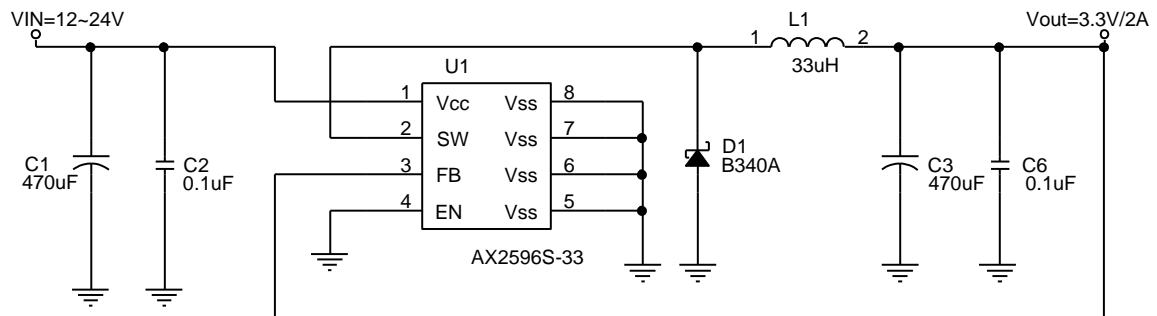 VIN=12~24V
L1
Vout=3.3V/2A
1
2
33uH
U1
1
Vcc
Vss
8
2
SW
Vss
7
3
FB
Vss
6
4
EN
Vss
5
AX2596S-33
C1
470uF
C2
0.1uF
D1
B340A
C3
470uF
C6
0.1uF